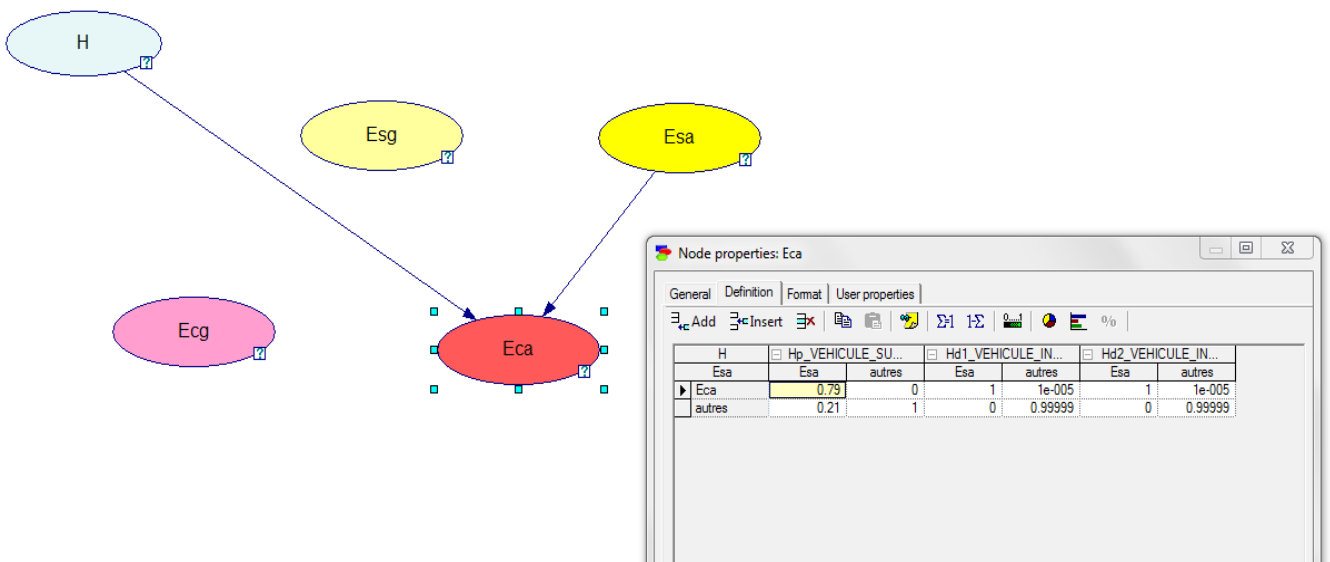 H
Esg
Esa
Ecg
Eca
?
?
?
?
?
Node properties: Eca
General Definition Format User properties
Add Insert Σ=1 1-Σ %
H Hp_VEHICULE_SU... Hd1_VEHICULE_IN... Hd2_VEHICULE_IN...
Esa Esa autres Esa autres Esa autres
Eca 0.79 0 1 1e-005 1 1e-005
autres 0.21 1 0 0.99999 0 0.99999